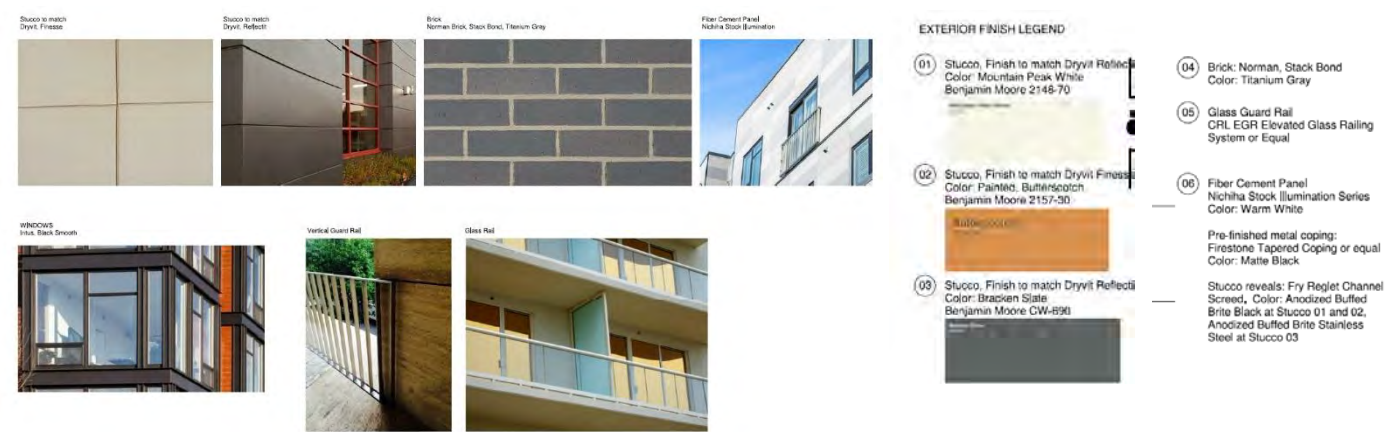 Stucco to match
Dryvit, Finesse
Stucco to match
Dryvit, Reflectit
Brick
Norman Brick, Stack Bond, Titanium Gray
Fiber Cement Panel
Nichiha Stock Illumination
WINDOWS
Intus, Black Smooth
Vertical Guard Rail
Glass Rail
EXTERIOR FINISH LEGEND
01
Stucco, Finish to match Dryvit Reflecti
Color: Mountain Peak White
Benjamin Moore 2148-70
02
Stucco, Finish to match Dryvit Finess
Color: Painted, Butterscotch
Benjamin Moore 2157-30
Butterscotch
03
Stucco, Finish to match Dryvit Reflecti
Color: Bracken Slate
Benjamin Moore CW-690
04
Brick: Norman, Stack Bond
Color: Titanium Gray
05
Glass Guard Rail
CRL EGR Elevated Glass Railing
System or Equal
06
Fiber Cement Panel
Nichiha Stock Illumination Series
Color: Warm White
Pre-finished metal coping:
Firestone Tapered Coping or equal
Color: Matte Black
Stucco reveals: Fry Reglet Channel
Screed, Color: Anodized Buffed
Brite Black at Stucco 01 and 02,
Anodized Buffed Brite Stainless
Steel at Stucco 03